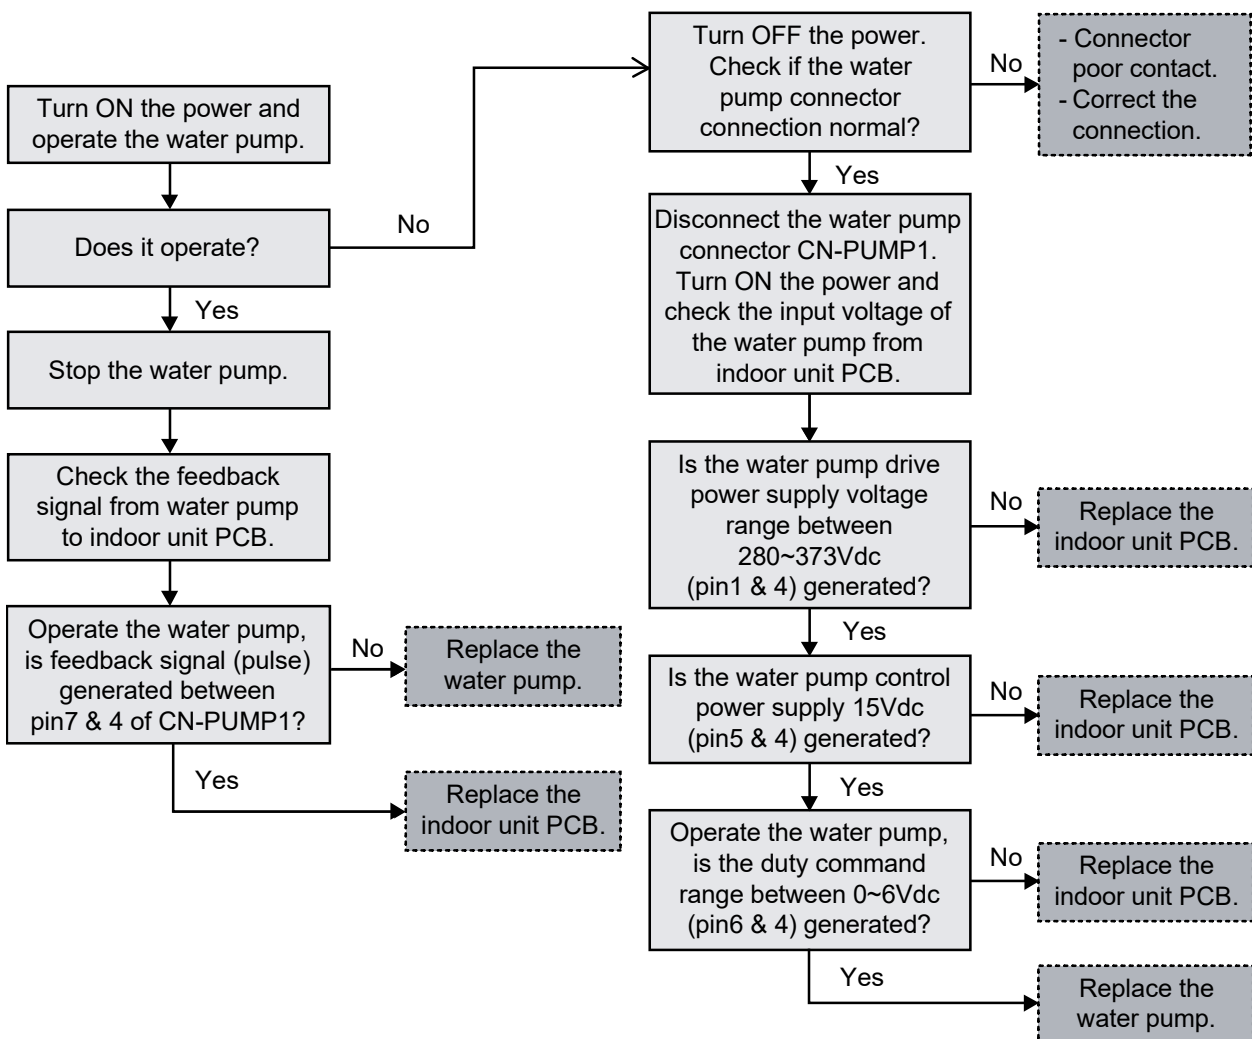 Turn ON the power and
operate the water pump.
Does it operate?
No
Yes
Stop the water pump.
Check the feedback
signal from water pump
to indoor unit PCB.
Operate the water pump,
is feedback signal (pulse)
generated between
pin7 & 4 of CN-PUMP1?
No
Replace the
water pump.
Yes
Replace the
indoor unit PCB.
Turn OFF the power.
Check if the water
pump connector
connection normal?
No
- Connector
poor contact.
- Correct the
connection.
Yes
Disconnect the water pump
connector CN-PUMP1.
Turn ON the power and
check the input voltage of
the water pump from
indoor unit PCB.
Is the water pump drive
power supply voltage
range between
280~373Vdc
(pin1 & 4) generated?
No
Replace the
indoor unit PCB.
Yes
Is the water pump control
power supply 15Vdc
(pin5 & 4) generated?
No
Replace the
indoor unit PCB.
Yes
Operate the water pump,
is the duty command
range between 0~6Vdc
(pin6 & 4) generated?
No
Replace the
indoor unit PCB.
Yes
Replace the
water pump.